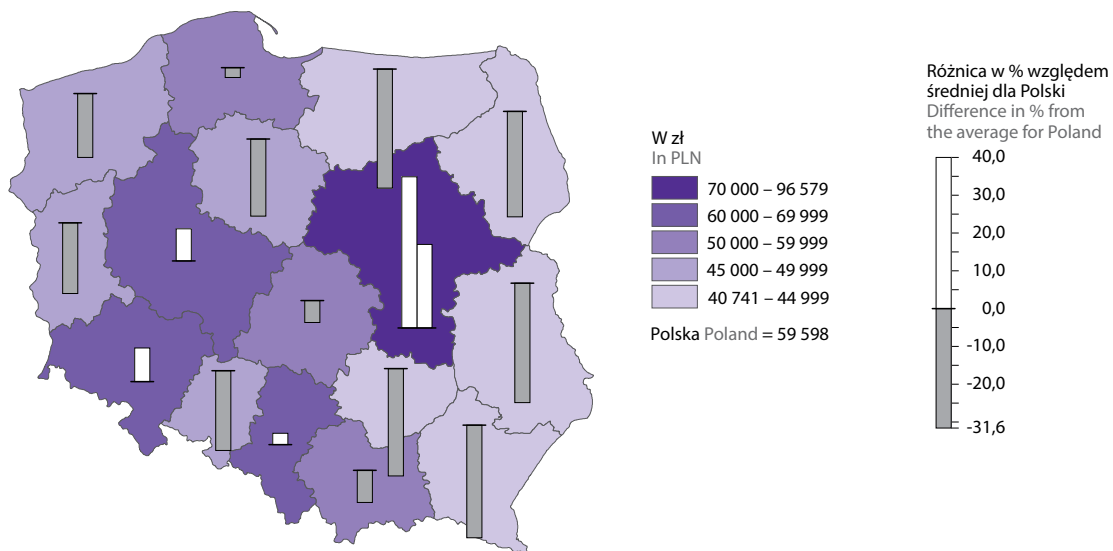 W zł
In PLN
70 000 – 96 579
60 000 – 69 999
50 000 – 59 999
45 000 – 49 999
40 741 – 44 999
Polska Poland = 59 598
Różnica w % względem
średniej dla Polski
Difference in % from
the average for Poland
40,0
30,0
20,0
10,0
0,0
-10,0
-20,0
-31,6